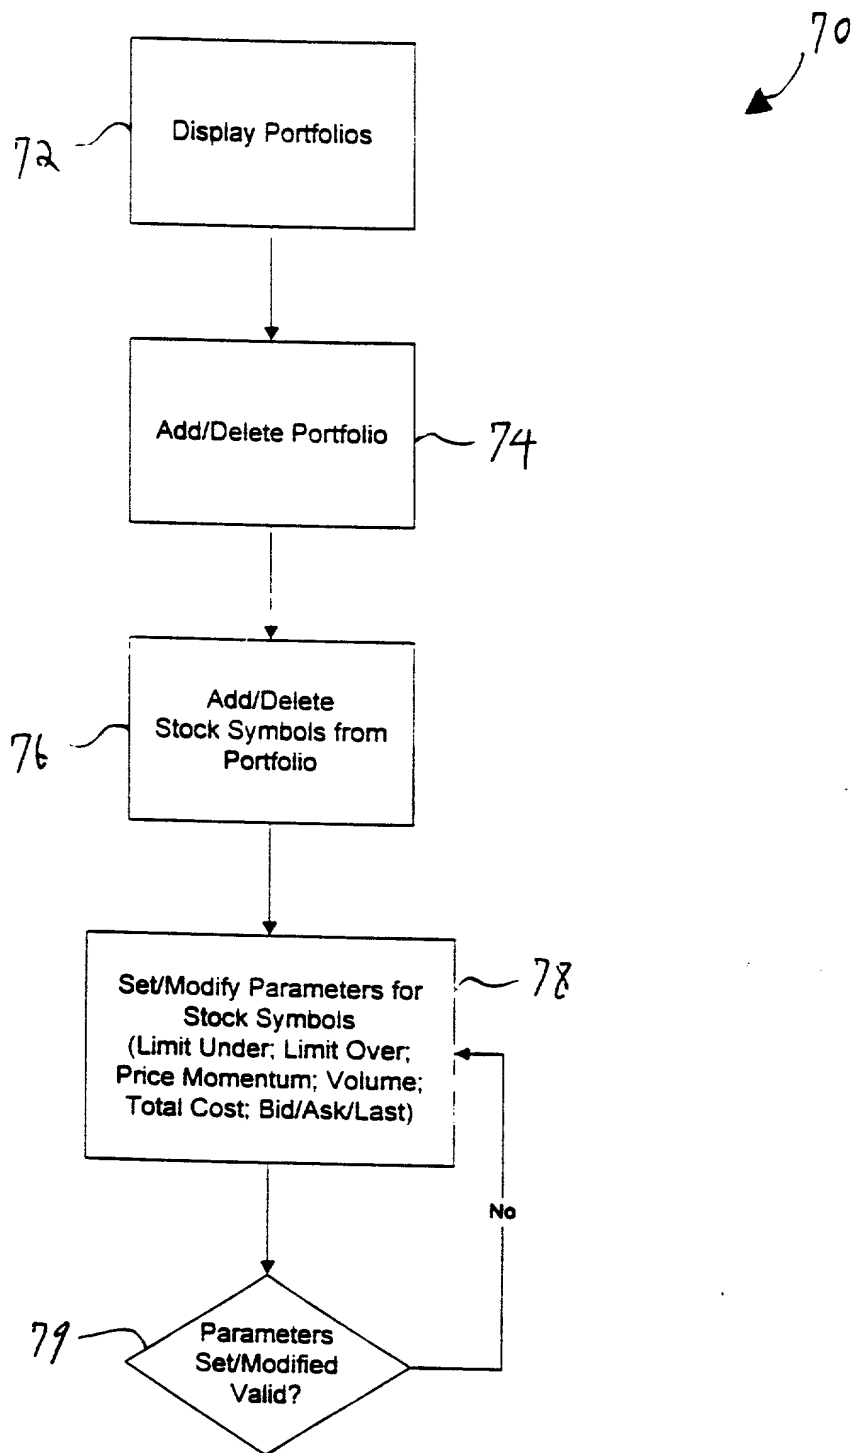 70
Display Portfolios
72
Add/Delete Portfolio
74
Add/Delete
Stock Symbols from
Portfolio
76
Set/Modify Parameters for
Stock Symbols
(Limit Under; Limit Over;
Price Momentum; Volume;
Total Cost; Bid/Ask/Last)
78
No
Parameters
Set/Modified
Valid?
79